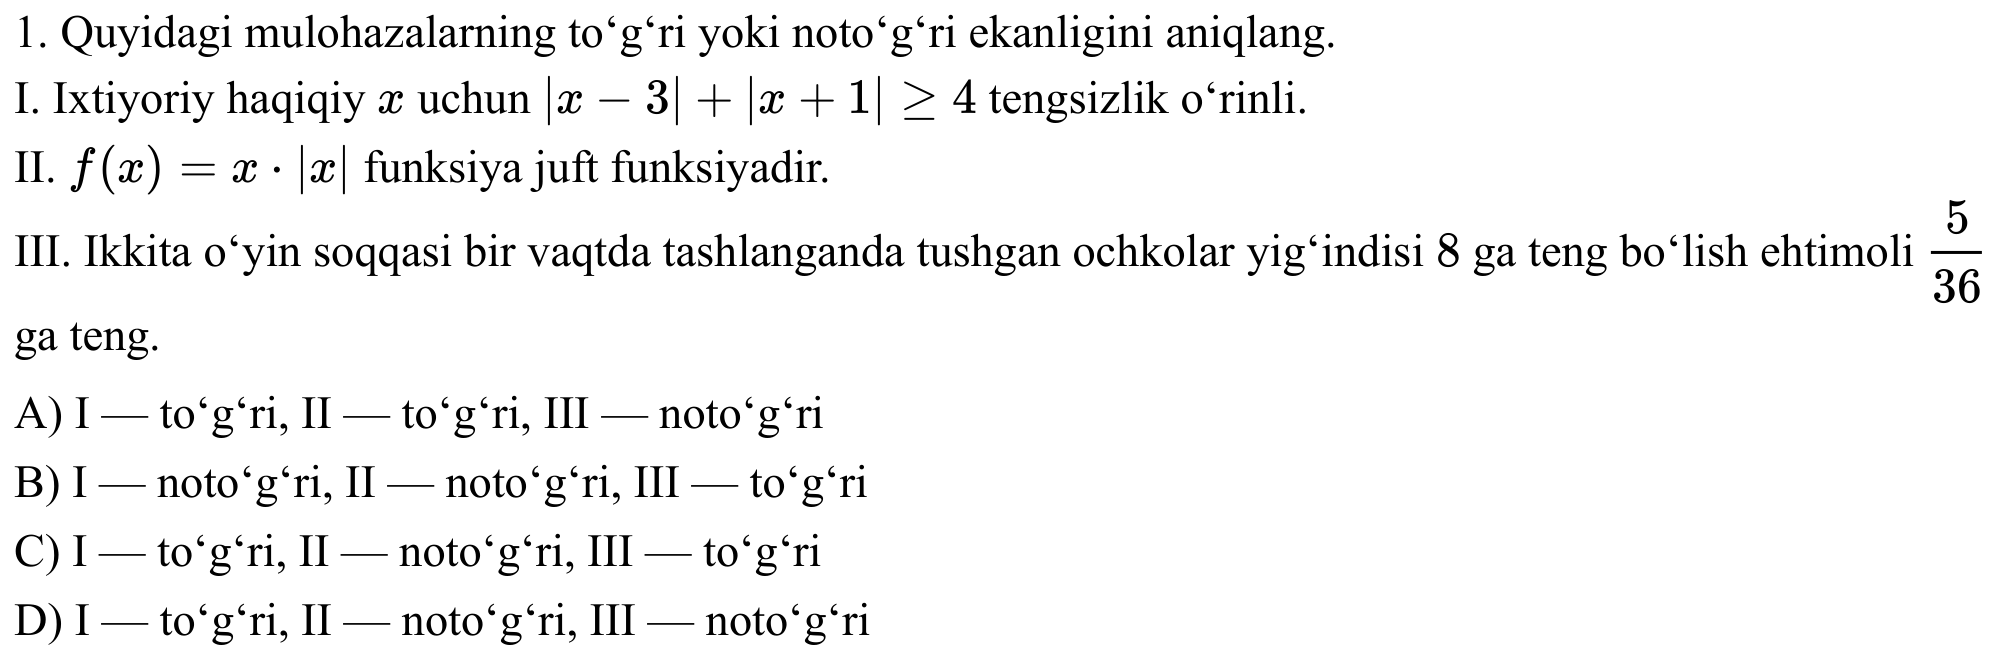 1. Quyidagi mulohazalarning to‘g‘ri yoki noto‘g‘ri ekanligini aniqlang.
I. Ixtiyoriy haqiqiy x uchun |x − 3| + |x + 1| ≥ 4 tengsizlik o‘rinli.
II. f(x) = x · |x| funksiya juft funksiyadir.
III. Ikkita o‘yin soqqasi bir vaqtda tashlanganda tushgan ochkolar yig‘indisi 8 ga teng bo‘lish ehtimoli 5/36
ga teng.
A) I — to‘g‘ri, II — to‘g‘ri, III — noto‘g‘ri
B) I — noto‘g‘ri, II — noto‘g‘ri, III — to‘g‘ri
C) I — to‘g‘ri, II — noto‘g‘ri, III — to‘g‘ri
D) I — to‘g‘ri, II — noto‘g‘ri, III — noto‘g‘ri